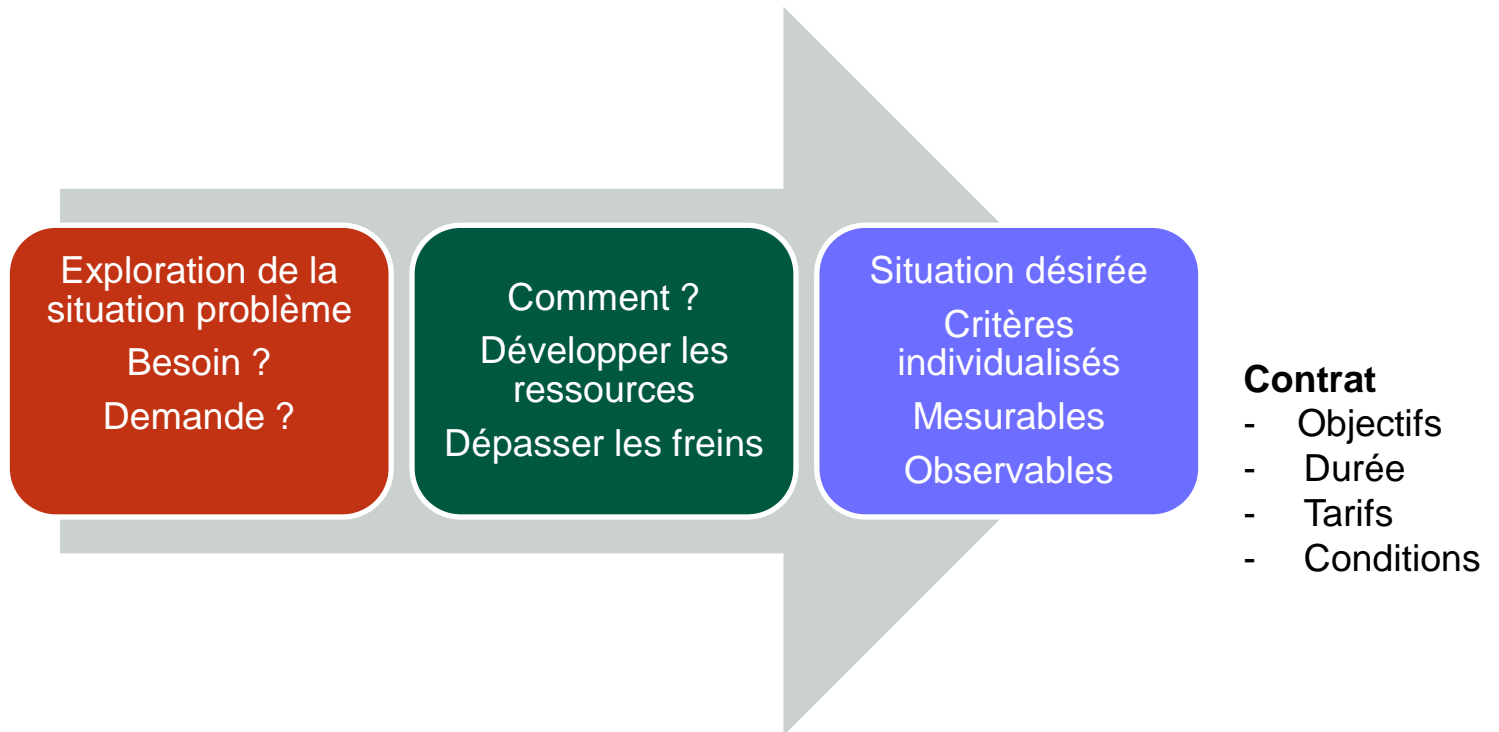 Exploration de la
situation problème
Besoin ?
Demande ?
Comment ?
Développer les
ressources
Dépasser les freins
Situation désirée
Critères
individualisés
Mesurables
Observables
Contrat
- Objectifs
- Durée
- Tarifs
- Conditions